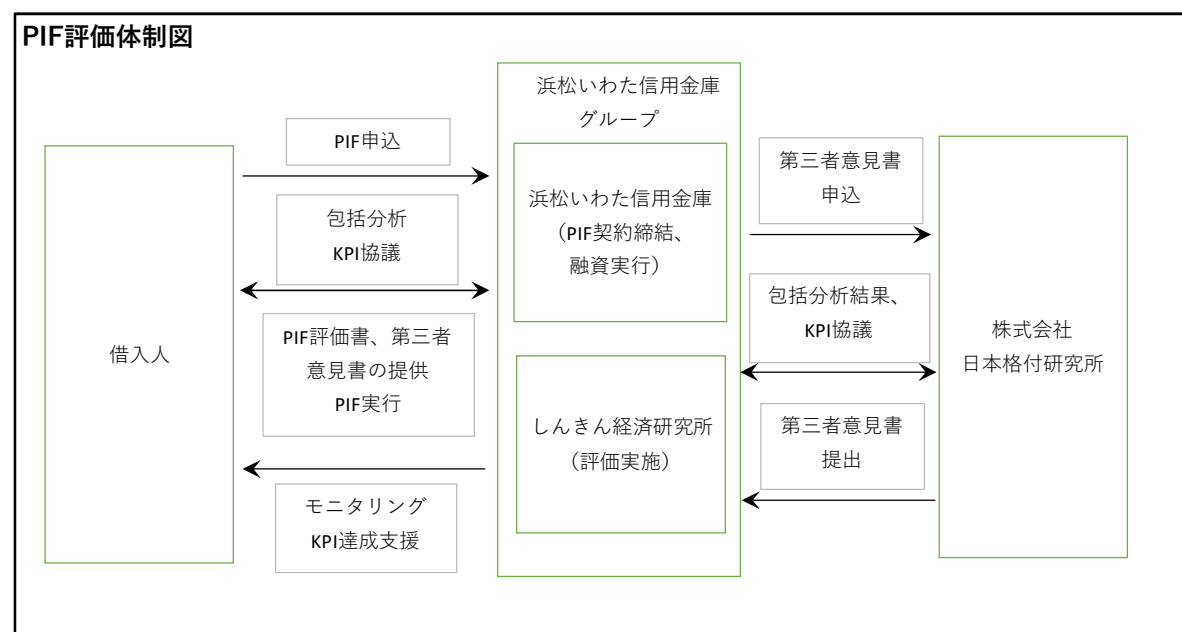 PIF評価体制図
借入人
PIF申込
包括分析
KPI協議
PIF評価書、第三者
意見書の提供
PIF実行
モニタリング
KPI達成支援
浜松いわた信用金庫
グループ
浜松いわた信用金庫
（PIF契約締結、
融資実行）
しんきん経済研究所
（評価実施）
第三者意見書
申込
包括分析結果、
KPI協議
第三者意見書
提出
株式会社
日本格付研究所